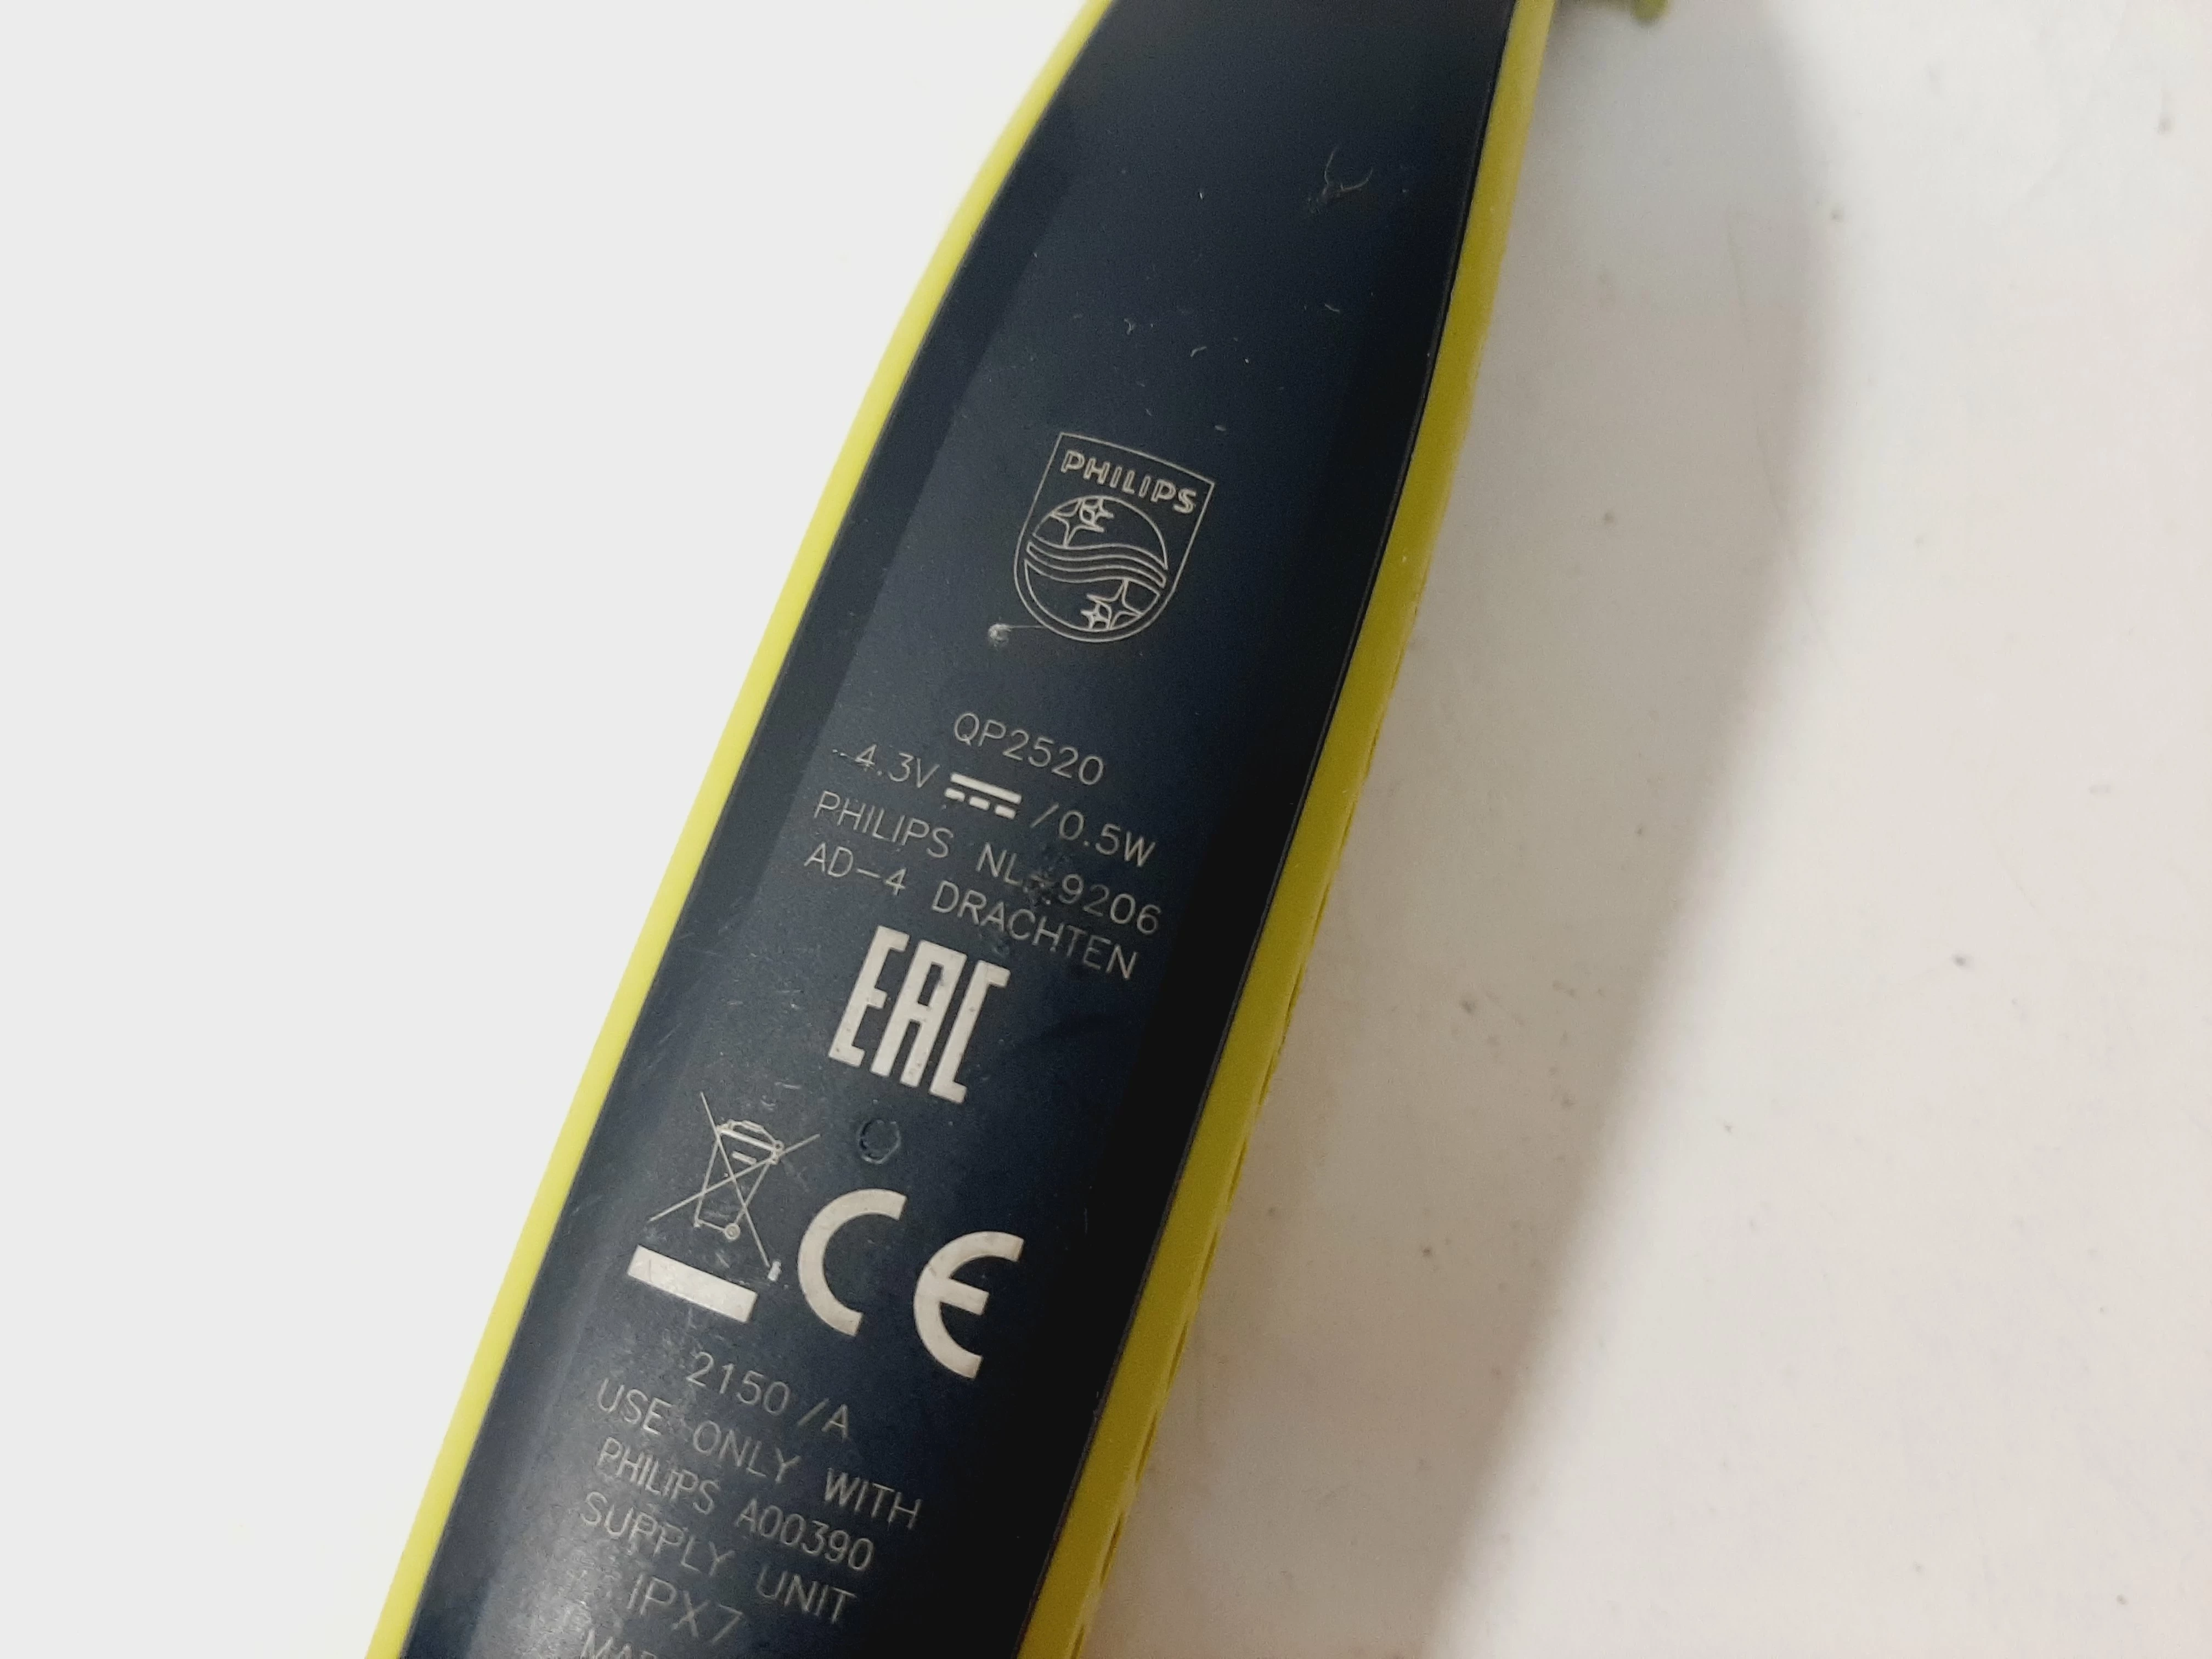 PHILIPS
QP2520
4.3V /0.5W
PHILIPS NL-9206
AD-4 DRACHTEN
EAC
CE
2150/A
USE ONLY WITH
PHILIPS A00390
SUPPLY UNIT
IPX7